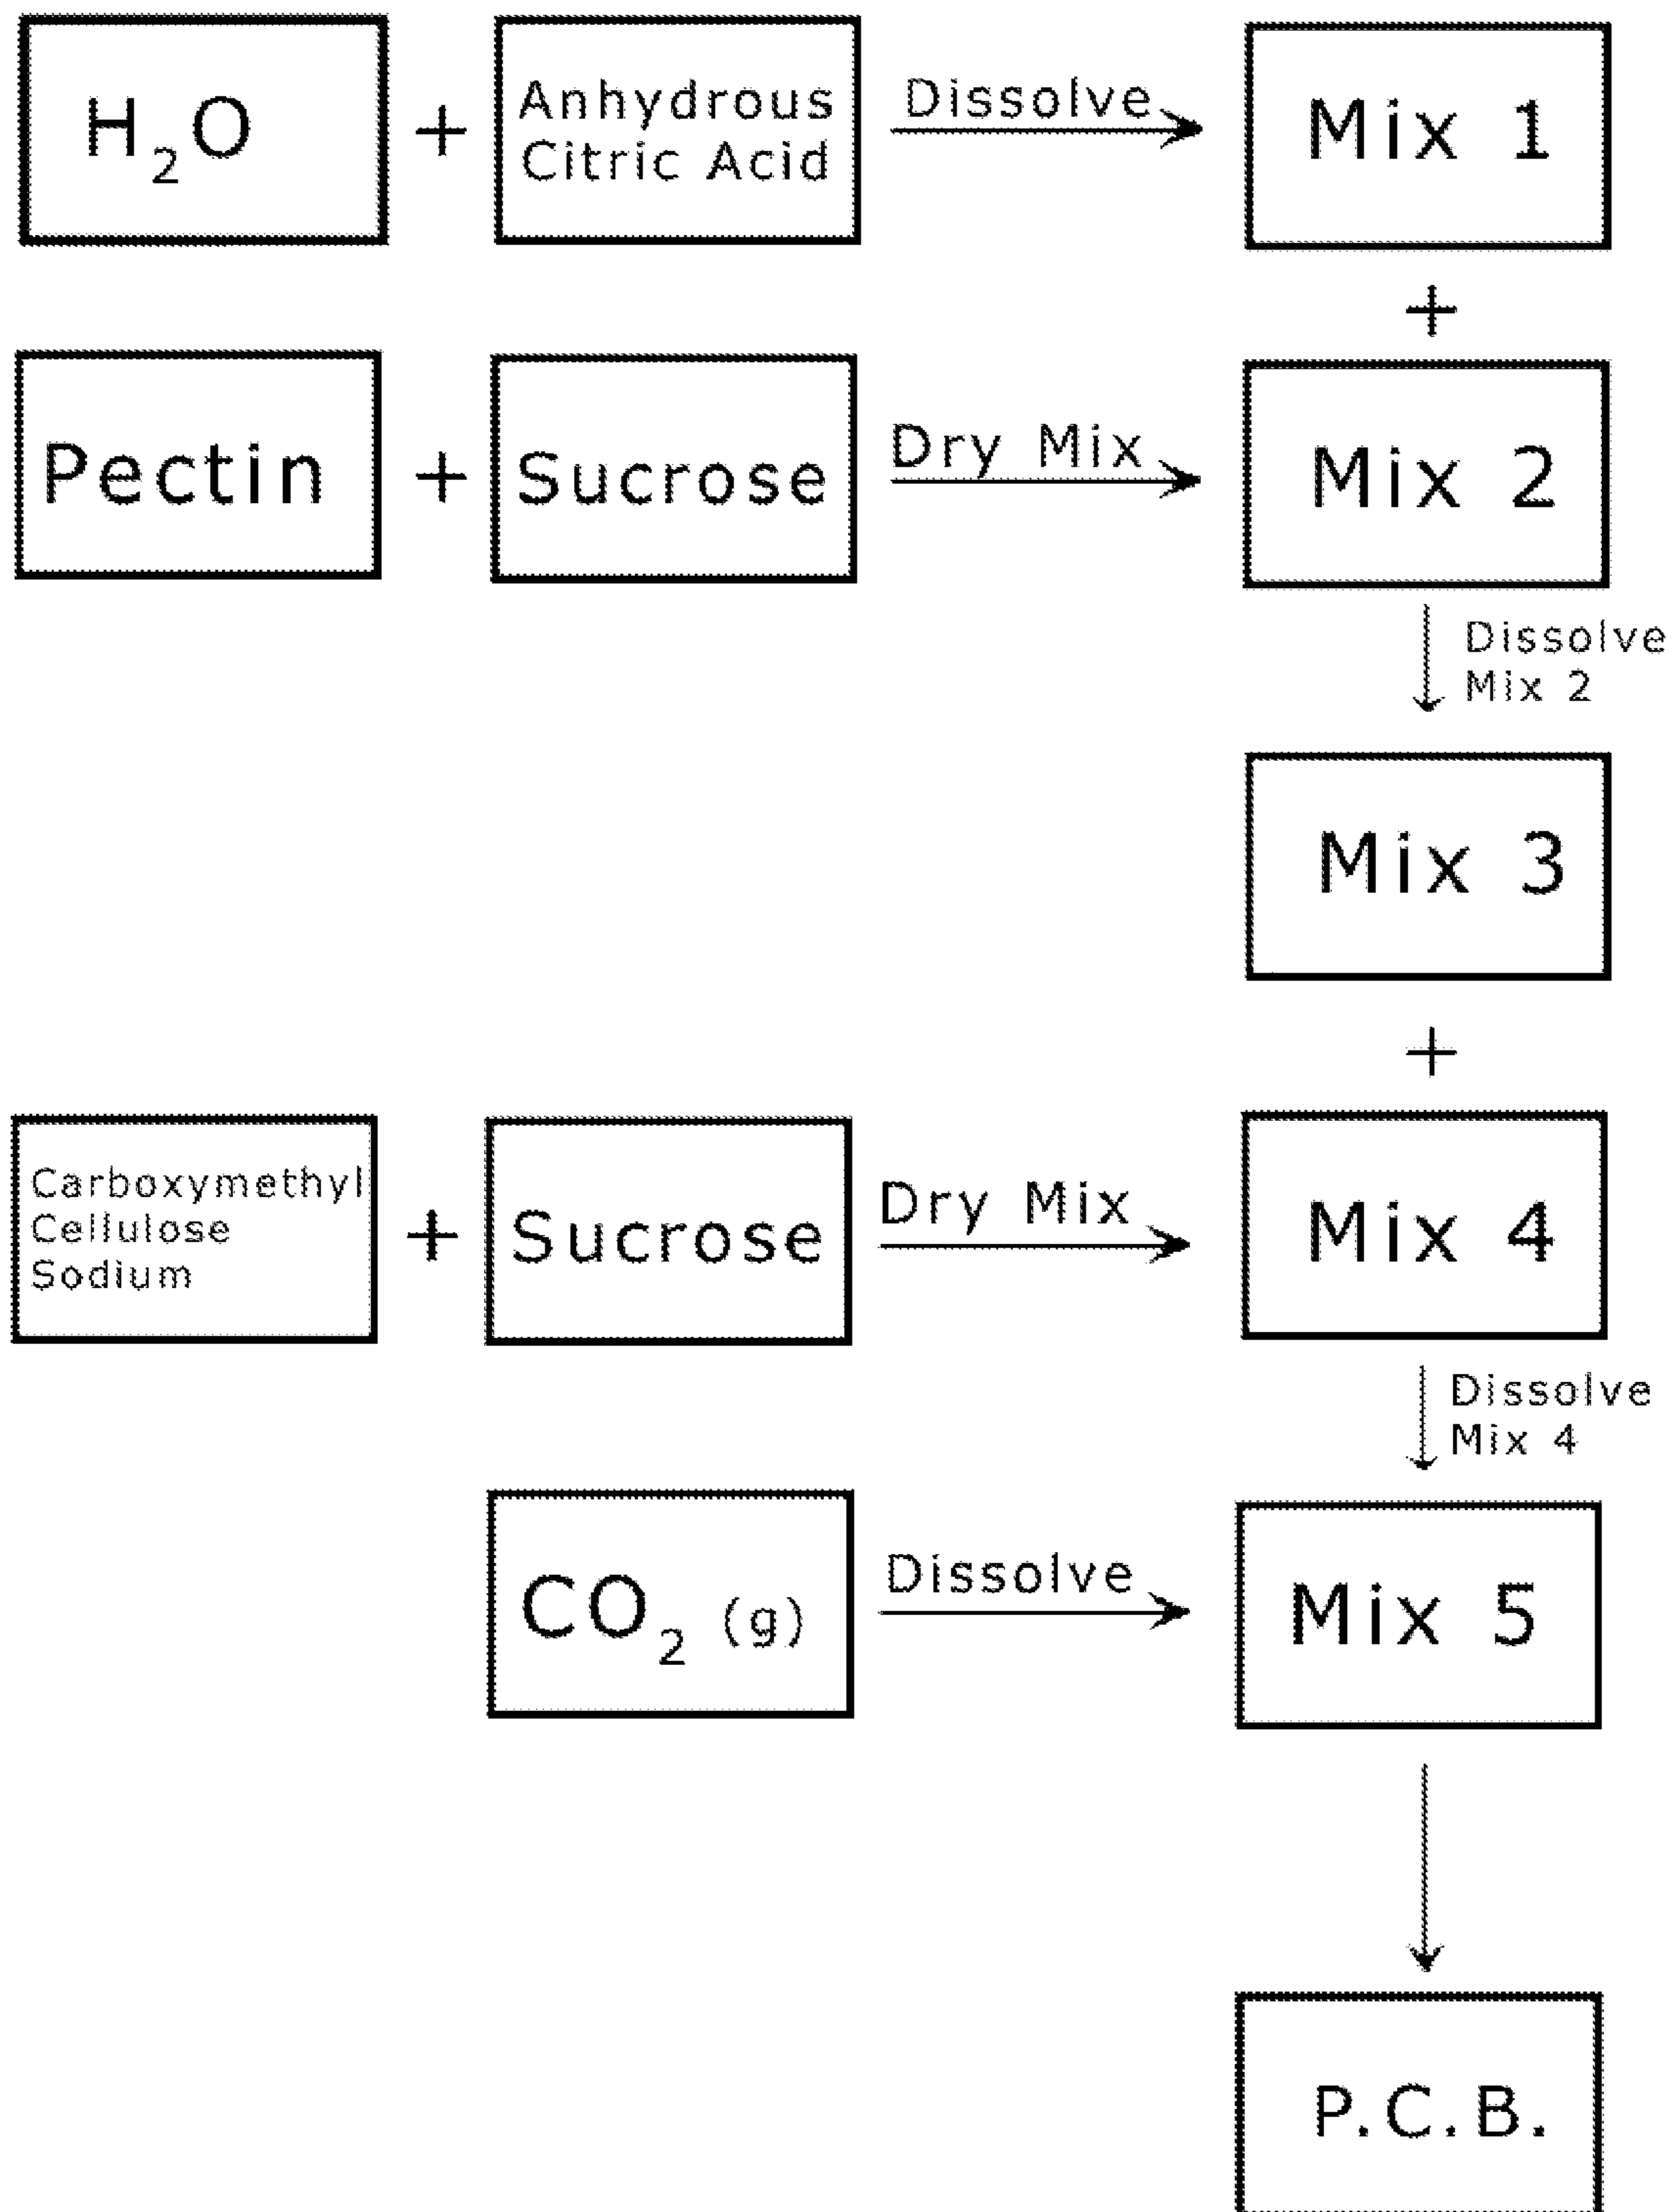 H₂O + Anhydrous Citric Acid Dissolve Mix 1
+
Pectin + Sucrose Dry Mix Mix 2
Dissolve
Mix 2
Mix 3
+
Carboxymethyl
Cellulose
Sodium
+ Sucrose Dry Mix Mix 4
Dissolve
Mix 4
CO₂ (g) Dissolve Mix 5
P.C.B.